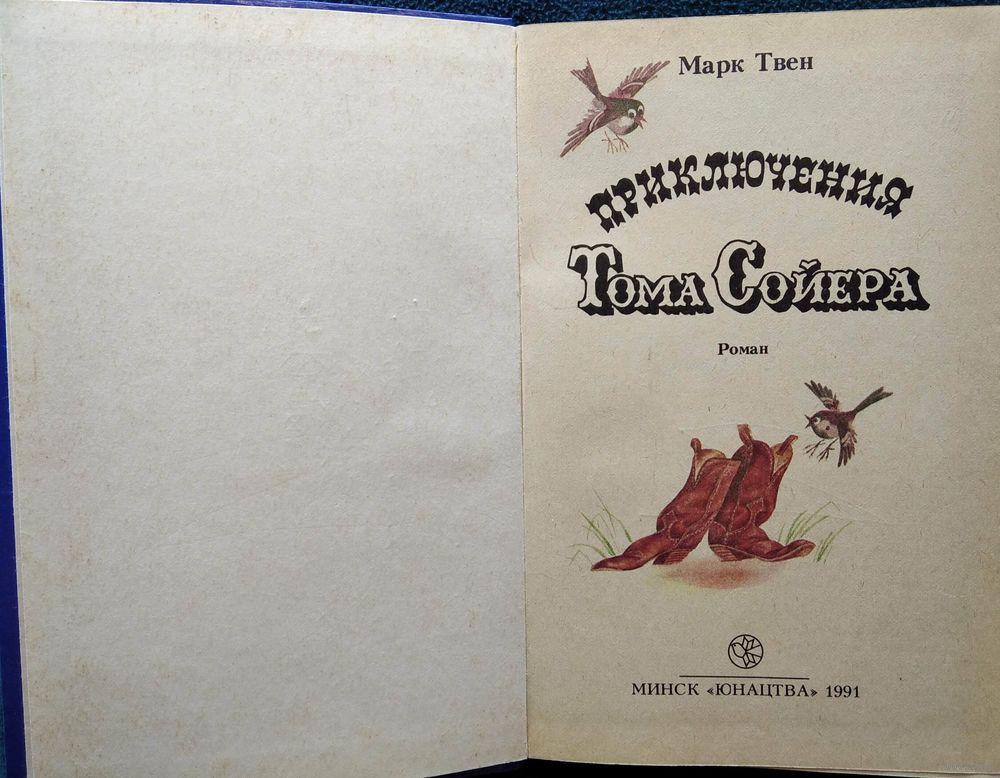 Марк Твен
ПРИКЛЮЧЕНИЯ
ТОМА СОЙЕРА
Роман
МИНСК «ЮНАЦТВА» 1991